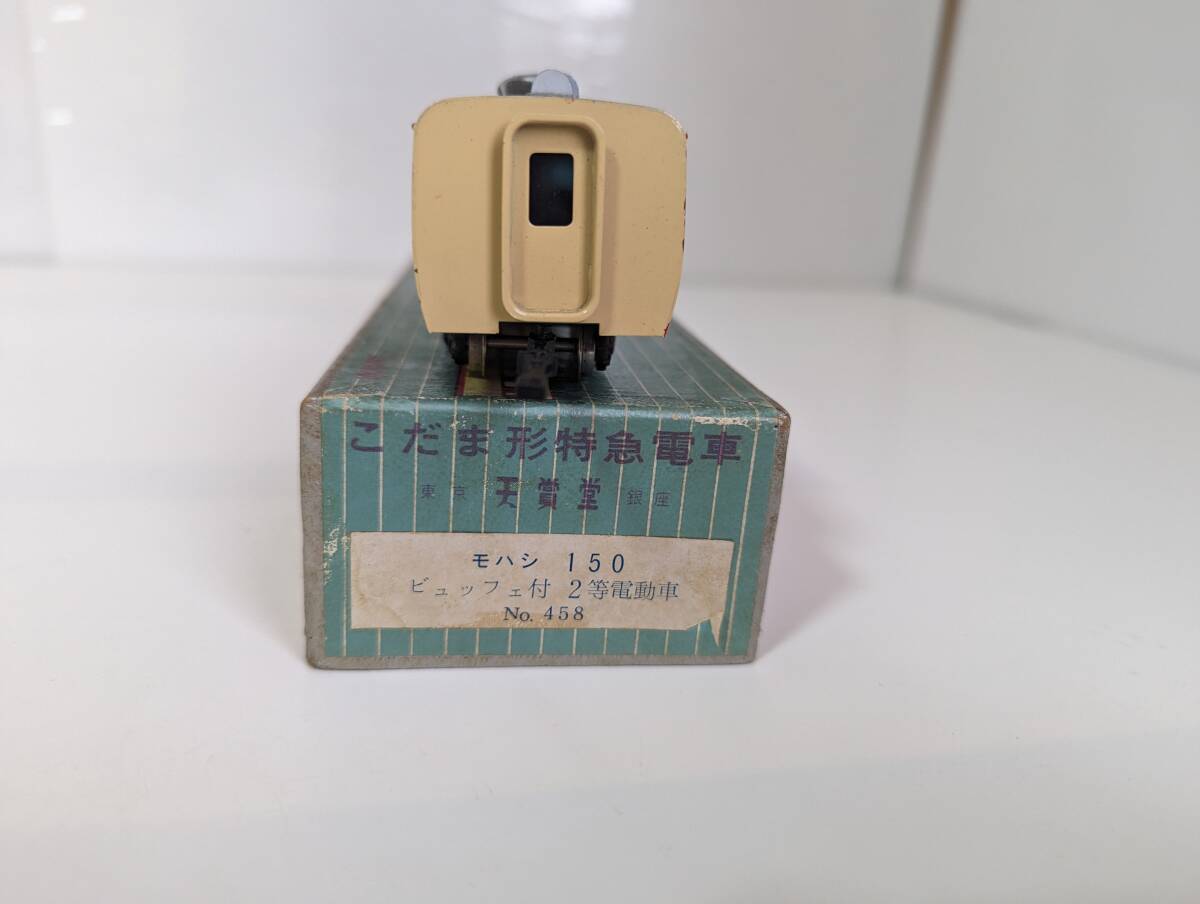 こだま形特急電車
東京 天賞堂 銀座
モハシ 150
ビュッフェ付 2等電動車
No. 458